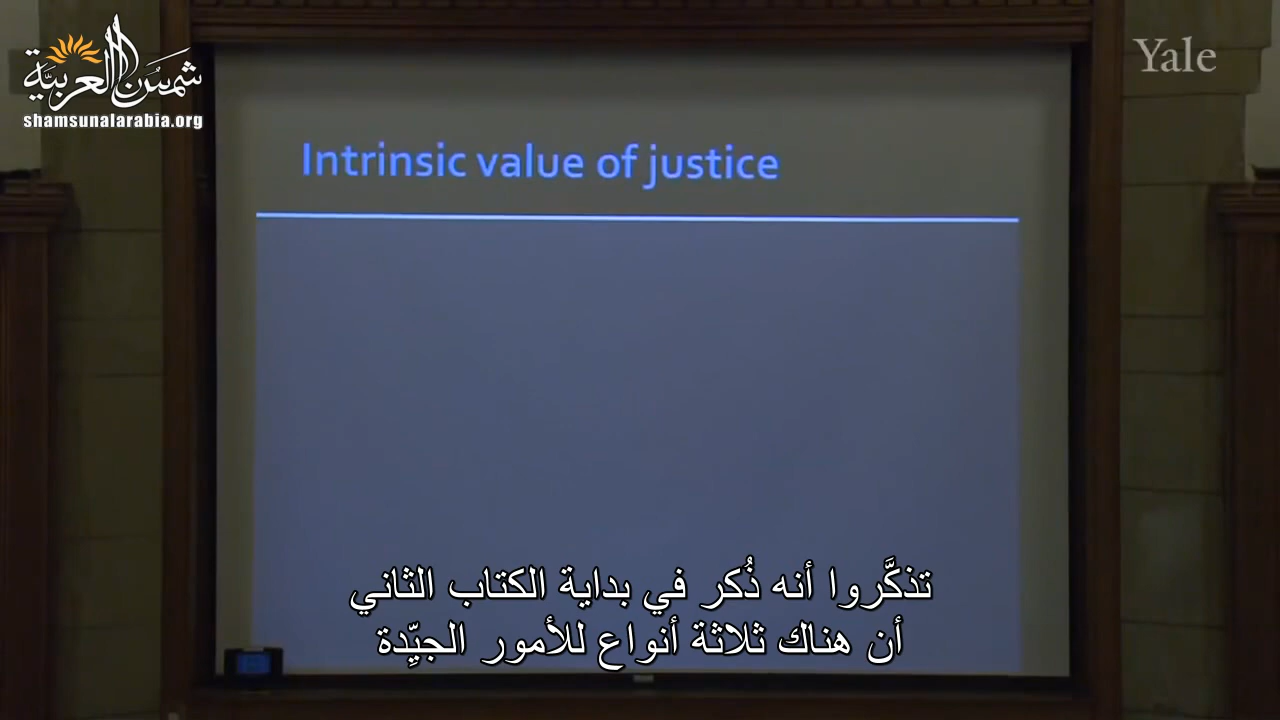 شمس العربية
shamsunalarabia.org
Yale
Intrinsic value of justice
تذكَّروا أنه ذُكر في بداية الكتاب الثاني
أن هناك ثلاثة أنواع للأمور الجيِّدة